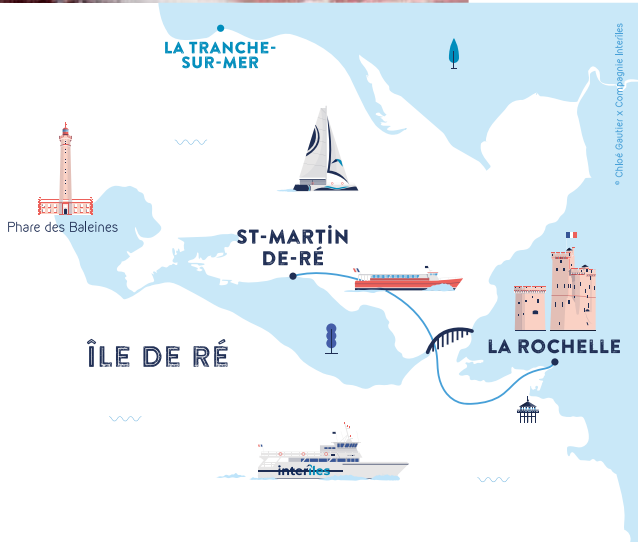 LA TRANCHE-
SUR-MER
© Chloé Gautier x Compagnie Interîles
Phare des Baleines
ST-MARTIN
DE-RÉ
LA ROCHELLE
ÎLE DE RÉ
interîles